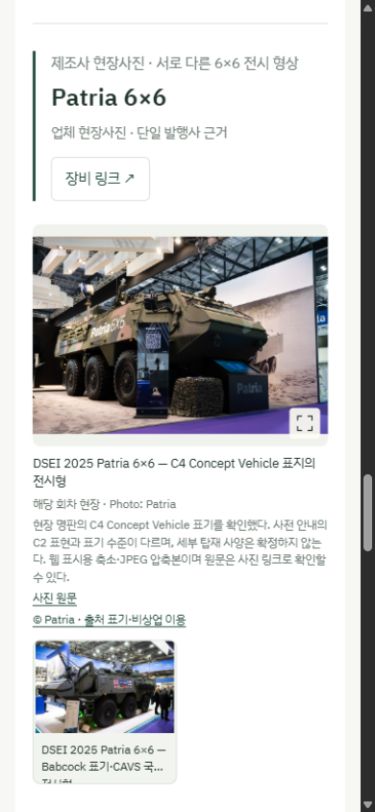 제조사 현장사진 · 서로 다른 6×6 전시 형상
Patria 6×6
업체 현장사진 · 단일 발행사 근거
장비 링크 ↗
Patria 6X6
Patria
DSEI 2025 Patria 6×6 — C4 Concept Vehicle 표지의
전시형
해당 회차 현장 · Photo: Patria
현장 명판의 C4 Concept Vehicle 표기를 확인했다. 사전 안내의
C2 표현과 표기 수준이 다르며, 세부 탑재 사양은 확정하지 않는
다. 웹 표시용 축소·JPEG 압축본이며 원문은 사진 링크로 확인할
수 있다.
사진 원문
© Patria · 출처 표기·비상업 이용
DSEI 2025 Patria 6×6 —
Babcock 표기·CAVS 국...